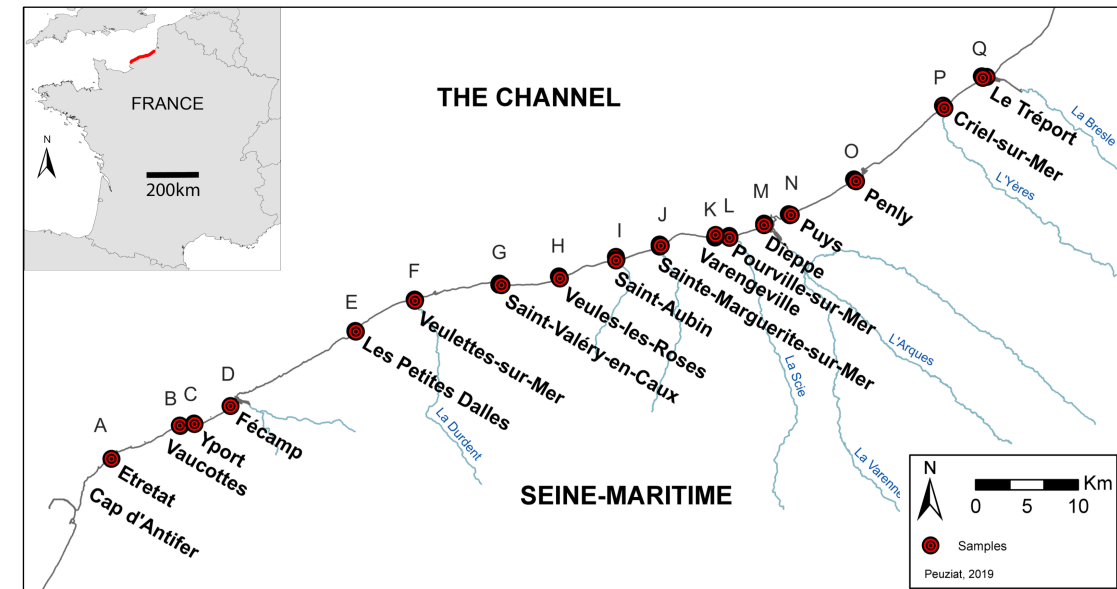 FRANCE
N
200km
THE CHANNEL
SEINE-MARITIME
A
Etretat
Cap d'Antifer
B
Vaucottes
C
Yport
D
Fécamp
E
Les Petites Dalles
F
Veulettes-sur-Mer
G
Saint-Valéry-en-Caux
H
Veules-les-Roses
I
Saint-Aubin
J
Sainte-Marguerite-sur-Mer
K
Varengeville
L
Pourville-sur-Mer
M
Dieppe
N
Puys
O
Penly
P
Criel-sur-Mer
Q
Le Tréport
La Durdent
La Scie
La Varenne
L'Arques
L'Yères
La Bresle
N
Km
0 5 10
Samples
Peuziat, 2019